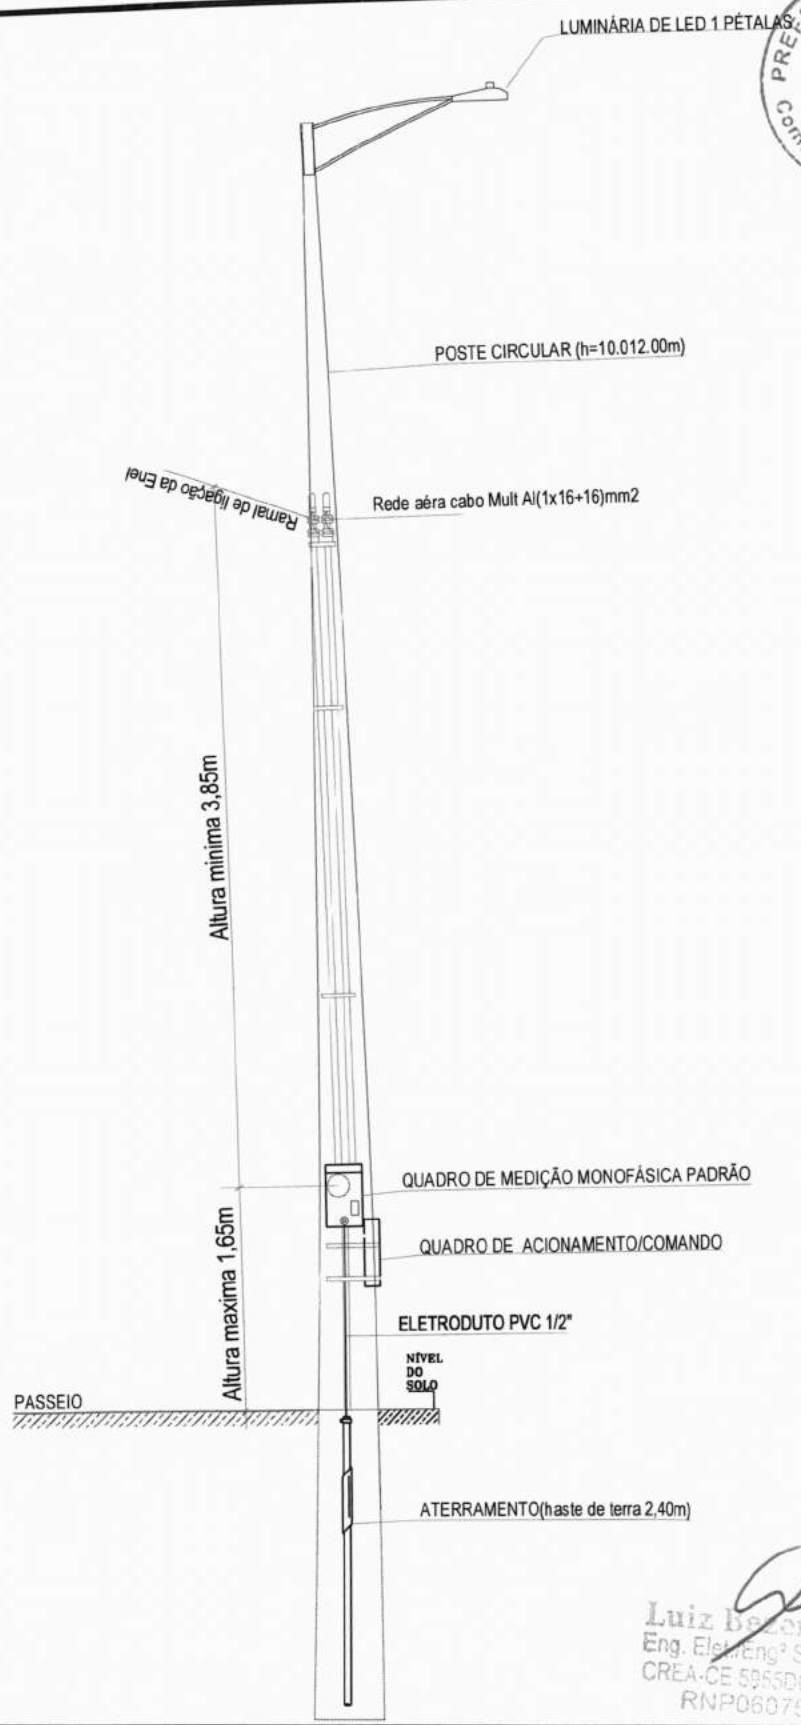 LUMINÁRIA DE LED 1 PÉTALAS
POSTE CIRCULAR (h=10.012.00m)
Ramal de ligação da Enel
Rede aéra cabo Mult Al(1x16+16)mm2
Altura minima 3,85m
QUADRO DE MEDIÇÃO MONOFÁSICA PADRÃO
QUADRO DE ACIONAMENTO/COMANDO
Altura maxima 1,65m
ELETRODUTO PVC 1/2"
NÍVEL
DO
SOLO
PASSEIO
ATERRAMENTO(haste de terra 2,40m)
Luiz
Eng.
CREA-CE